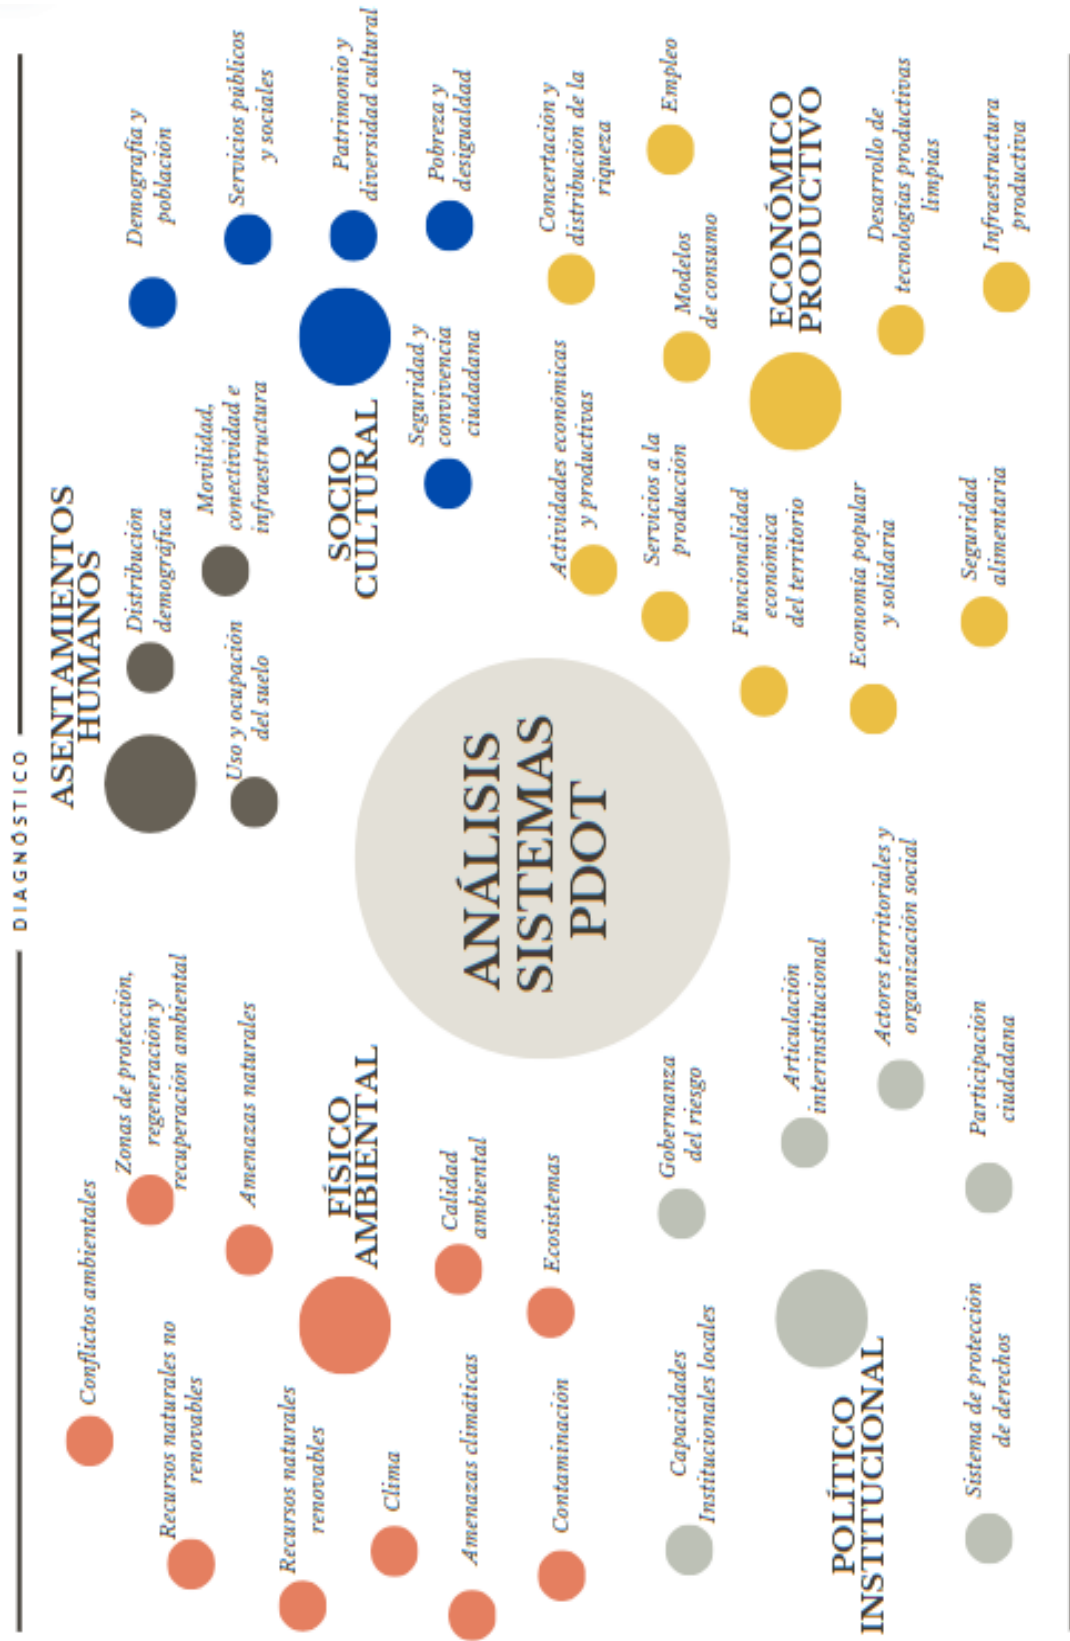 DIAGNÓSTICO
Conflictos ambientales
Zonas de protección,
regeneración y
recuperación ambiental
Recursos naturales no
renovables
Amenazas naturales
Recursos naturales
renovables
FÍSICO
AMBIENTAL
Clima
Calidad
ambiental
Amenazas climáticas
Ecosistemas
Contaminación
ASENTAMIENTOS
HUMANOS
Distribución
demográfica
Movilidad,
conectividad e
infraestructura
Uso y ocupación
del suelo
Demografía y
población
Servicios públicos
y sociales
SOCIO
CULTURAL
Patrimonio y
diversidad cultural
Seguridad y
convivencia
ciudadana
Pobreza y
desigualdad
ANÁLISIS
SISTEMAS
PDOT
Concertación y
distribución de la
riqueza
Actividades económicas
y productivas
Empleo
Modelos
de consumo
Servicios a la
producción
Funcionalidad
económica
del territorio
ECONÓMICO
PRODUCTIVO
Economía popular
y solidaria
Desarrollo de
tecnologías productivas
limpias
Seguridad
alimentaria
Infraestructura
productiva
Gobernanza
del riesgo
Capacidades
Institucionales locales
Articulación
interinstitucional
POLÍTICO
INSTITUCIONAL
Actores territoriales y
organización social
Participación
ciudadana
Sistema de protección
de derechos